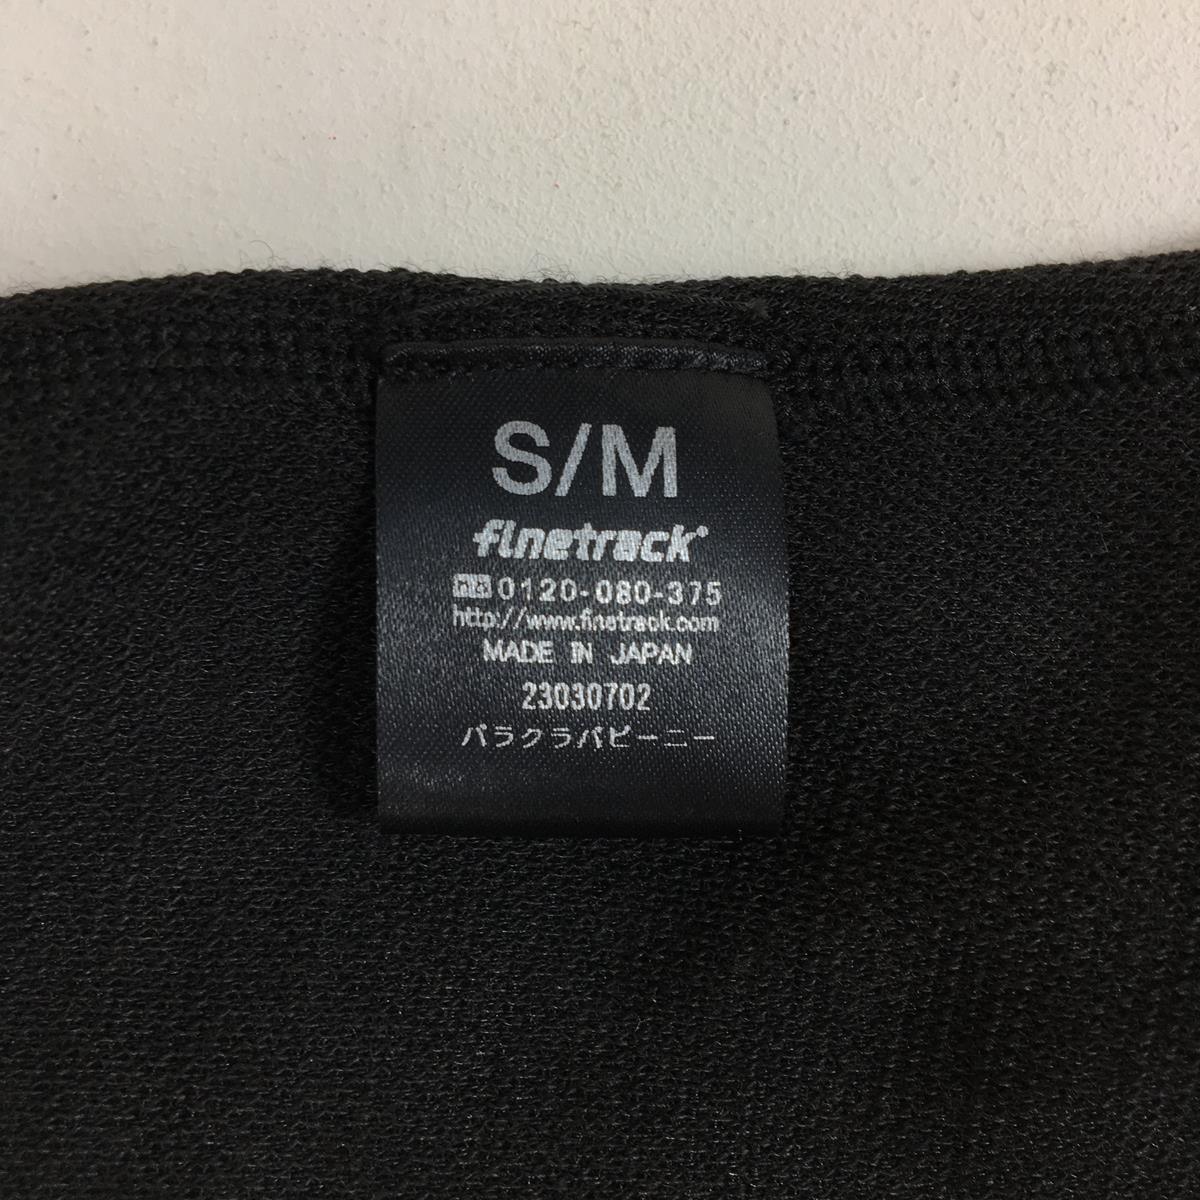 S/M
finetrack®
0120-080-375
http://www.finetrack.com
MADE IN JAPAN
23030702
バラクラバビーニー